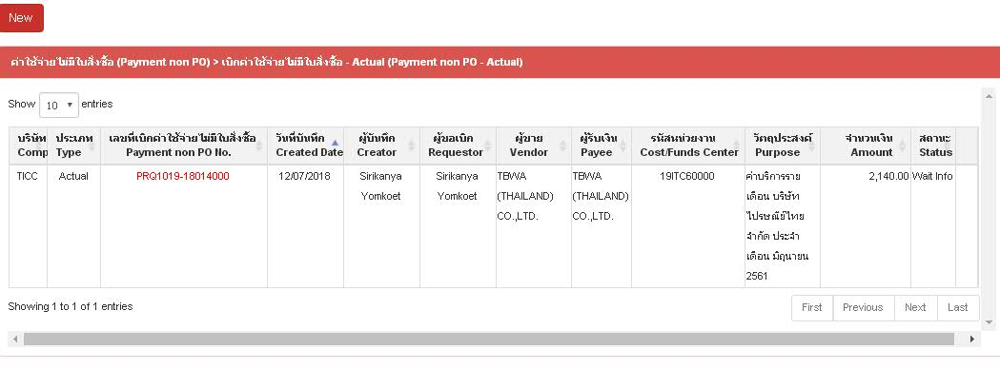 New
ค่าใช้จ่ายไม่มีใบสั่งซื้อ (Payment non PO) > เบิกค่าใช้จ่ายไม่มีใบสั่งซื้อ - Actual (Payment non PO - Actual)
Show 10 entries
บริษัท ประเภท เลขที่เบิกค่าใช้จ่ายไม่มีใบสั่งซื้อ วันที่บันทึก ผู้บันทึก ผู้ขอเบิก ผู้ขาย ผู้รับเงิน รหัสหน่วยงาน วัตถุประสงค์ จำนวนเงิน สถานะ
Comp Type Payment non PO No. Created Date Creator Requestor Vendor Payee Cost/Funds Center Purpose Amount Status
TICC Actual PRQ1019-18014000 12/07/2018 Sirikanya Sirikanya TBWA TBWA 19ITC60000 ค่าบริการราย 2,140.00 Wait Info
Yomkoet Yomkoet (THAILAND) (THAILAND) เดือน บริษัท
CO.,LTD. CO.,LTD. ไปรษณีย์ไทย
จำกัด ประจำ
เดือน มิถุนายน
2561
Showing 1 to 1 of 1 entries First Previous Next Last